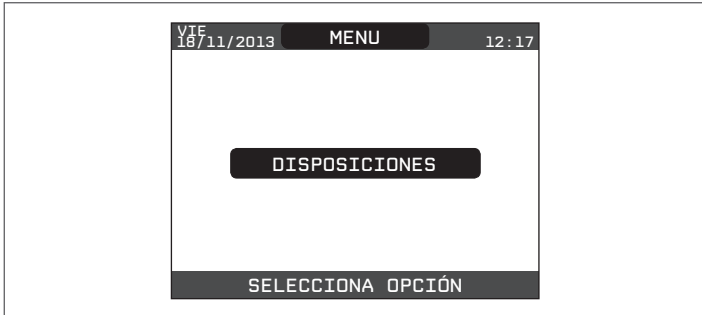 VIE
18/11/2013 MENU 12:17
DISPOSICIONES
SELECCIONA OPCIÓN